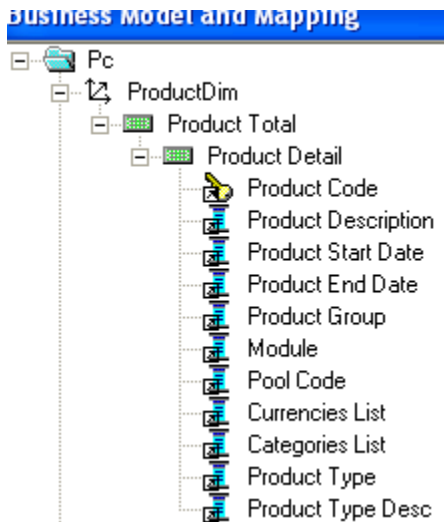 Business Model and Mapping
Pc
ProductDim
Product Total
Product Detail
Product Code
Product Description
Product Start Date
Product End Date
Product Group
Module
Pool Code
Currencies List
Categories List
Product Type
Product Type Desc